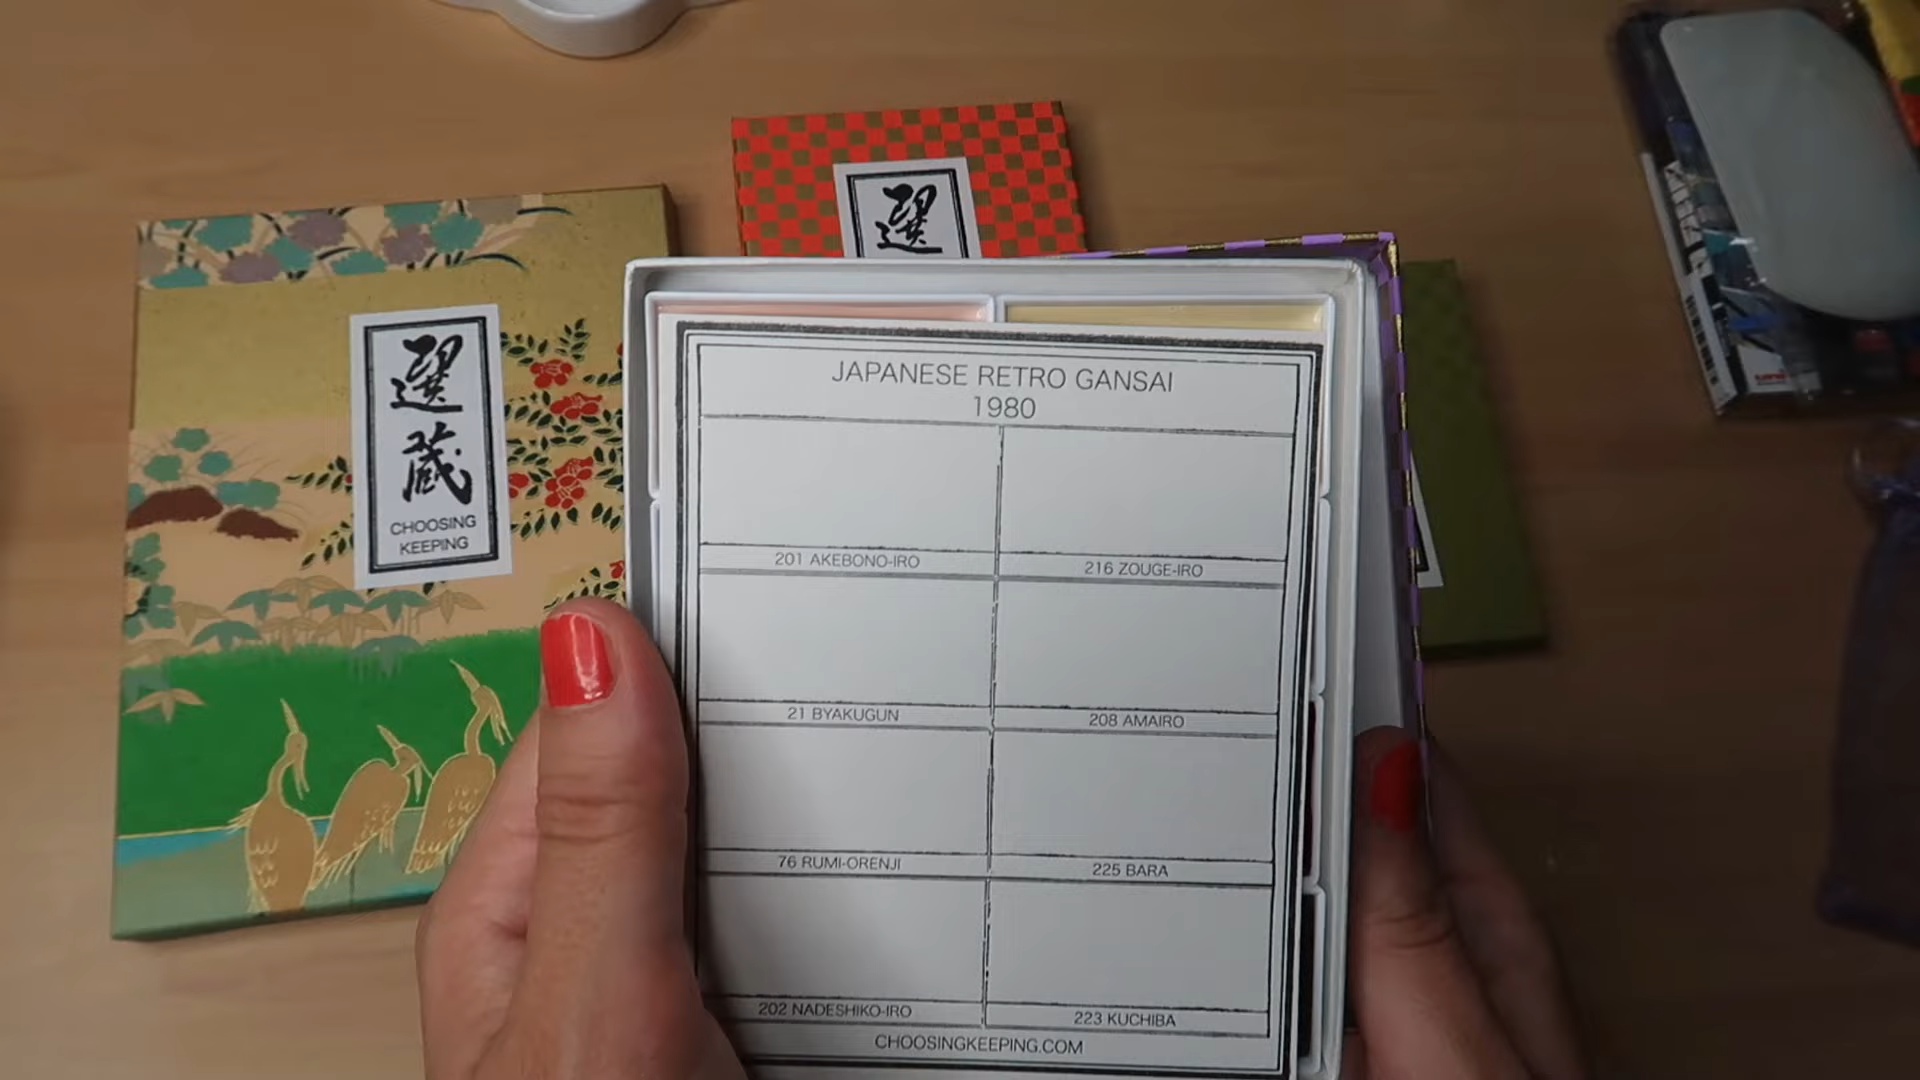 選
選
蔵
CHOOSING
KEEPING
JAPANESE RETRO GANSAI
1980
201 AKEBONO-IRO
216 ZOUGE-IRO
21 BYAKUGUN
208 AMAIRO
76 RUMI-ORENJI
225 BARA
202 NADESHIKO-IRO
223 KUCHIBA
CHOOSINGKEEPING.COM